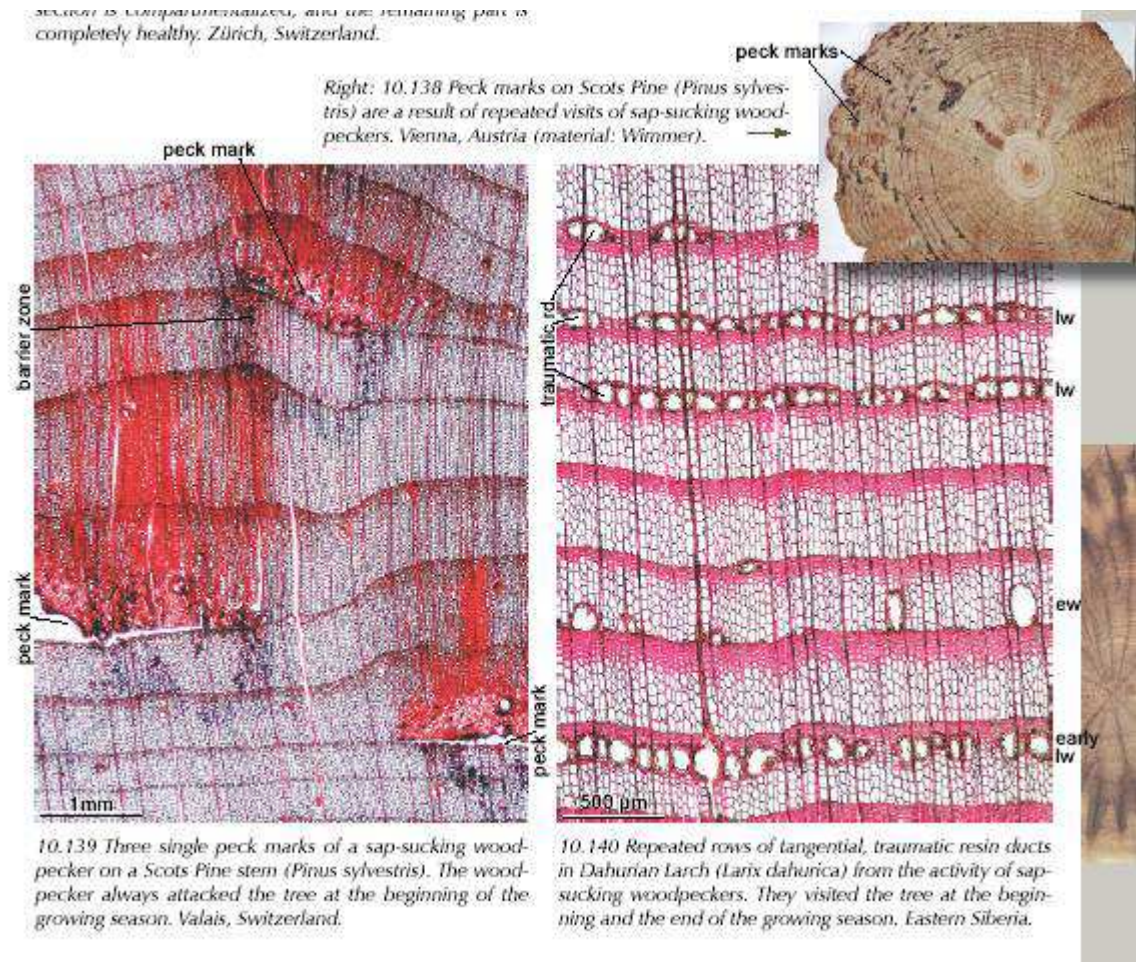 section is compartmentalized, and the remaining part is
completely healthy. Zürich, Switzerland.
peck marks
Right: 10.138 Peck marks on Scots Pine (Pinus sylves-
tris) are a result of repeated visits of sap-sucking wood-
peckers. Vienna, Austria (material: Wimmer).
peck mark
barrier zone
peck mark
peck mark
1mm
traumatic rd
lw
lw
ew
early
lw
500 µm
10.139 Three single peck marks of a sap-sucking wood-
pecker on a Scots Pine stem (Pinus sylvestris). The wood-
pecker always attacked the tree at the beginning of the
growing season. Valais, Switzerland.
10.140 Repeated rows of tangential, traumatic resin ducts
in Dahurian Larch (Larix dahurica) from the activity of sap-
sucking woodpeckers. They visited the tree at the begin-
ning and the end of the growing season. Eastern Siberia.